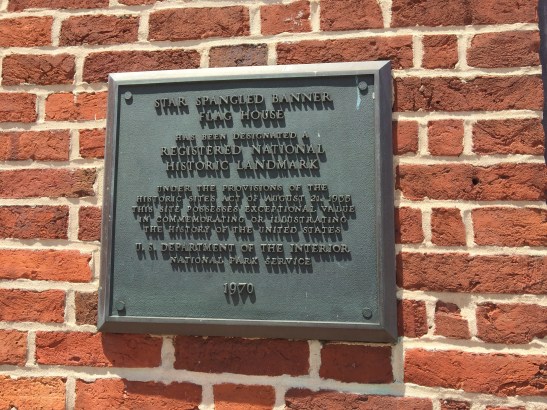 STAR SPANGLED BANNER
FLAG HOUSE
HAS BEEN DESIGNATED A
REGISTERED NATIONAL
HISTORIC LANDMARK
UNDER THE PROVISIONS OF THE
HISTORIC SITES ACT OF AUGUST 21, 1935
THIS SITE POSSESSES EXCEPTIONAL VALUE
IN COMMEMORATING OR ILLUSTRATING
THE HISTORY OF THE UNITED STATES
U. S. DEPARTMENT OF THE INTERIOR
NATIONAL PARK SERVICE
1970